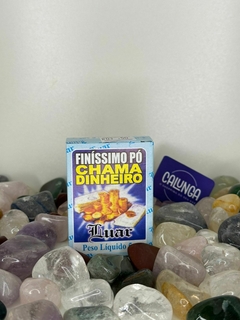 FINÍSSIMO PÓ
CHAMA
DINHEIRO
Luar
Peso Líquido
CALUNGA